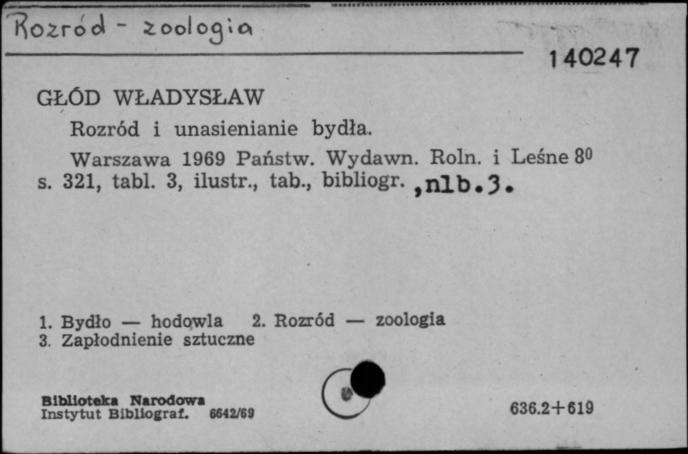 Rozród - zoologia
140247
GŁÓD WŁADYSŁAW
Rozród i unasienianie bydła.
Warszawa 1969 Państw. Wydawn. Roln. i Leśne 8⁰
s. 321, tabl. 3, ilustr., tab., bibliogr. ,nlb.3.
1. Bydło — hodowla 2. Rozród — zoologia
3. Zapłodnienie sztuczne
Biblioteka Narodowa
Instytut Bibliograf. 6642/69
636.2+619